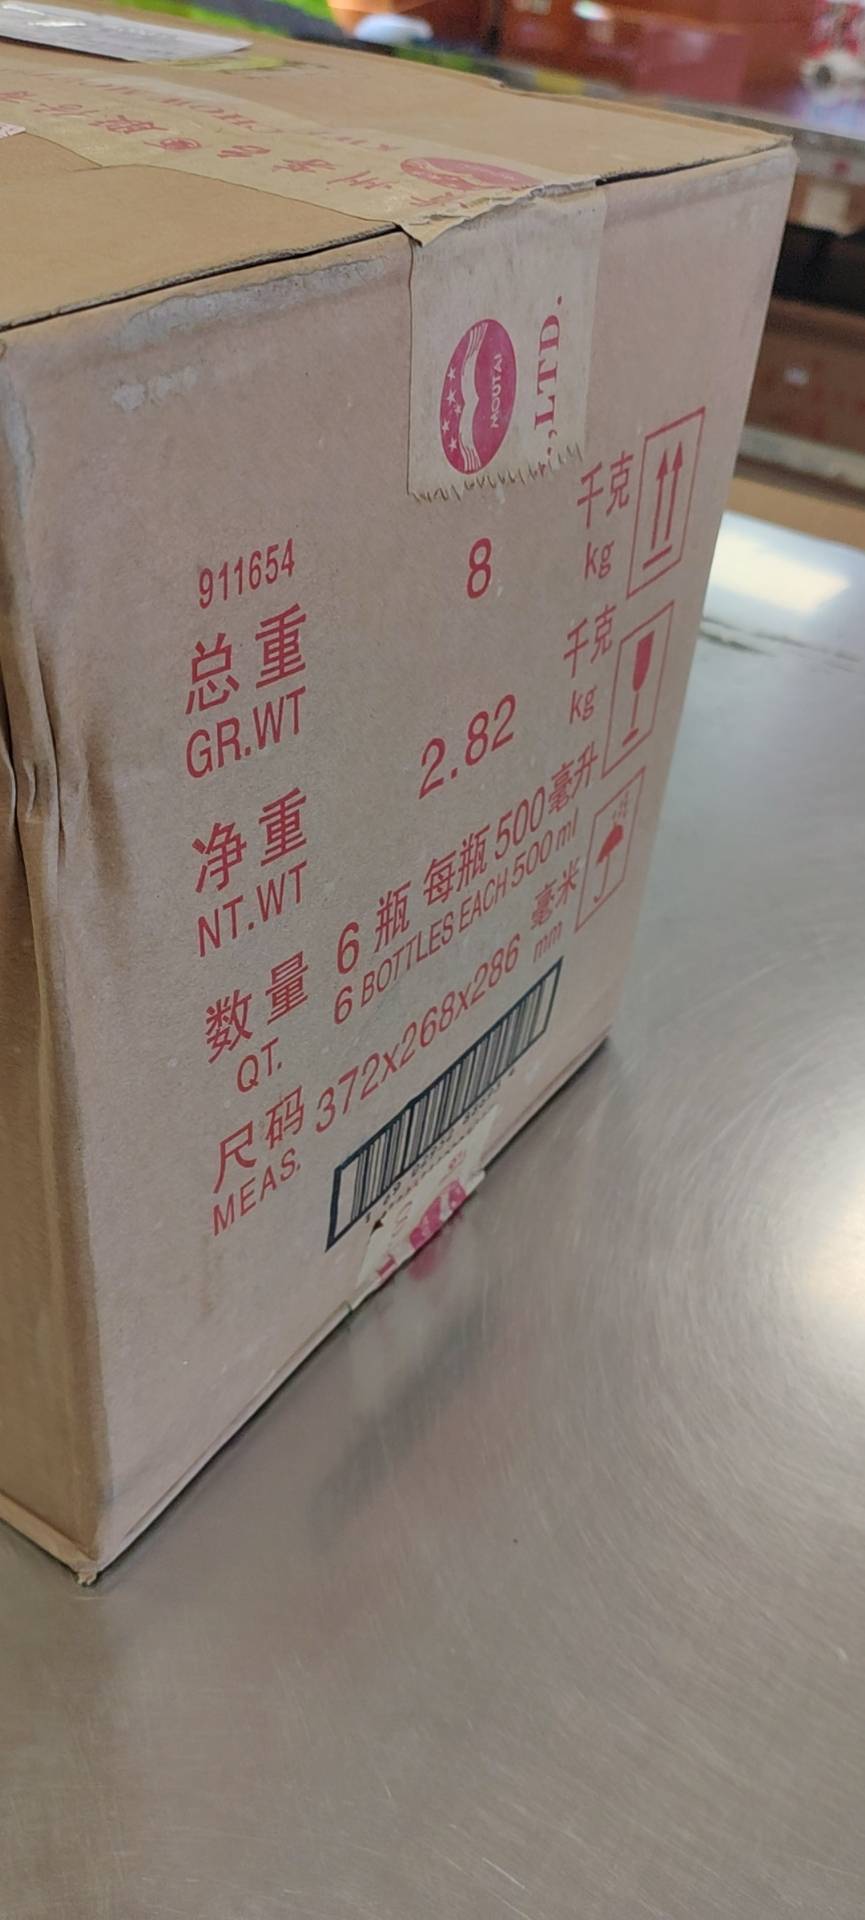 KWEICHOW MOUTAI
MOUTAI
.,LTD.
911654
总重 8 千克
GR.WT kg
净重 2.82 千克
NT.WT kg
数量 6瓶 每瓶500毫升
QT. 6 BOTTLES EACH 500 ml
尺码 372x268x286 毫米
MEAS. mm